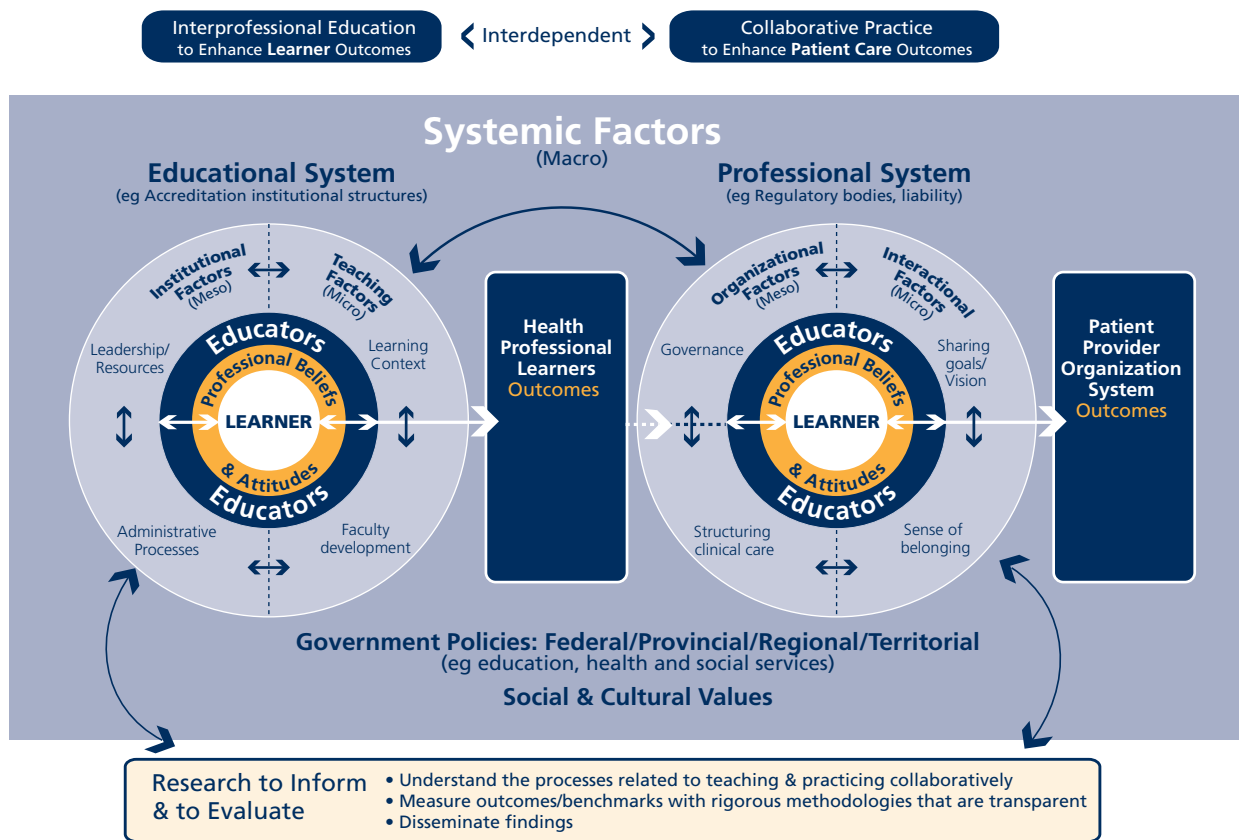 Interprofessional Education
to Enhance Learner Outcomes
Interdependent
Collaborative Practice
to Enhance Patient Care Outcomes
Systemic Factors
(Macro)
Educational System
(eg Accreditation institutional structures)
Professional System
(eg Regulatory bodies, liability)
Institutional
Factors
(Meso)
Teaching
Factors
(Micro)
Leadership/
Resources
Learning
Context
Educators
Professional Beliefs
LEARNER
& Attitudes
Educators
Administrative
Processes
Faculty
development
Health
Professional
Learners
Outcomes
Organizational
Factors
(Meso)
Interactional
Factors
(Micro)
Governance
Sharing
goals/
Vision
Educators
Professional Beliefs
LEARNER
& Attitudes
Educators
Structuring
clinical care
Sense of
belonging
Patient
Provider
Organization
System
Outcomes
Government Policies: Federal/Provincial/Regional/Territorial
(eg education, health and social services)
Social & Cultural Values
Research to Inform
& to Evaluate
• Understand the processes related to teaching & practicing collaboratively
• Measure outcomes/benchmarks with rigorous methodologies that are transparent
• Disseminate findings